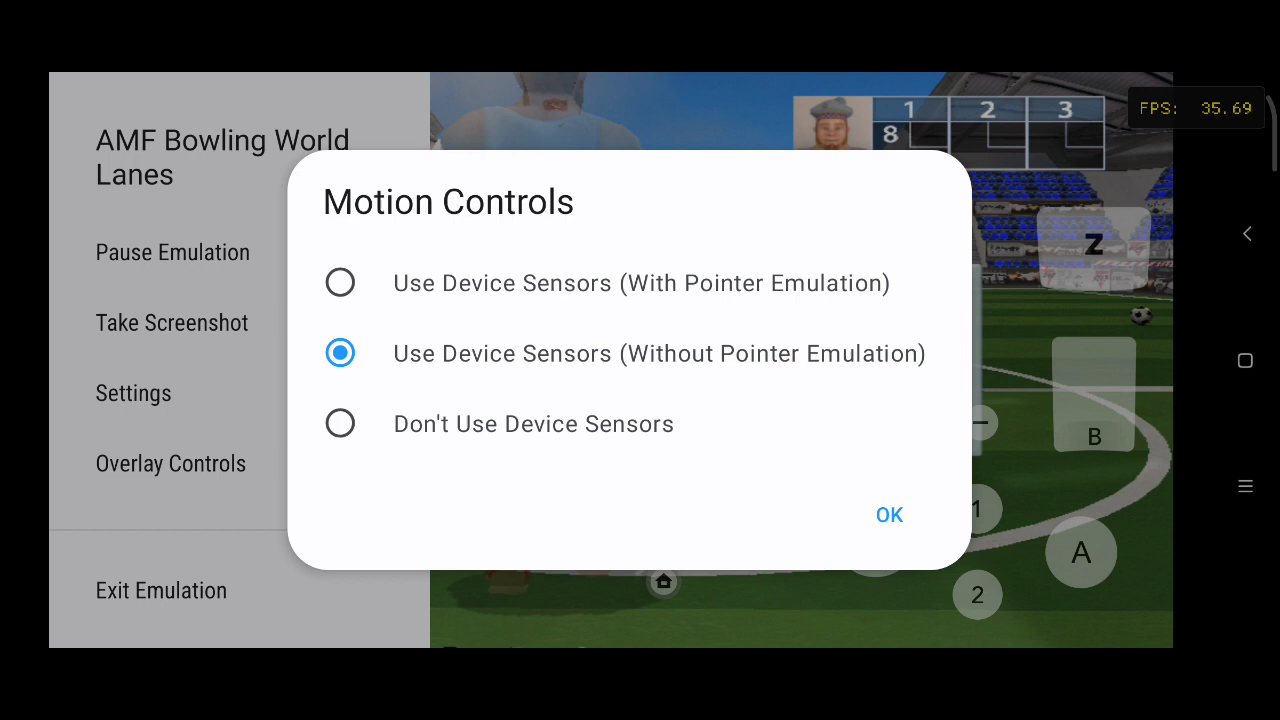 FPS: 35.69
AMF Bowling World
Lanes
1 2 3
8
Pause Emulation
Take Screenshot
Settings
Overlay Controls
Exit Emulation
Motion Controls
Use Device Sensors (With Pointer Emulation)
Use Device Sensors (Without Pointer Emulation)
Don't Use Device Sensors
OK
Z
–
B
1
A
2